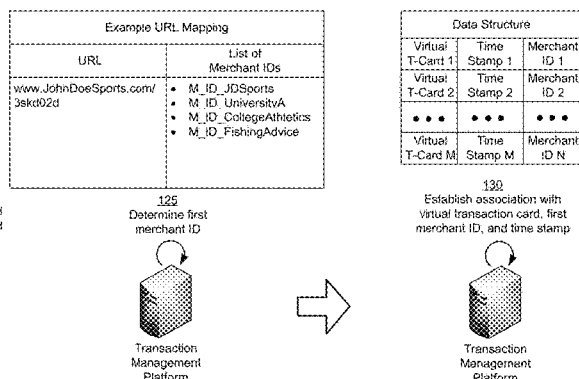 Example URL Mapping
URL
List of
Merchant IDs
www.JohnDoeSports.com/
3skd02d
• M_ID_JDSports
• M_ID_UniversityA
• M_ID_CollegeAthletics
• M_ID_FishingAdvice
125
Determine first
merchant ID
Transaction
Management
Platform
Data Structure
Virtual
T-Card 1
Time
Stamp 1
Merchant
ID 1
Virtual
T-Card 2
Time
Stamp 2
Merchant
ID 2
• • •
• • •
• • •
Virtual
T-Card M
Time
Stamp M
Merchant
ID N
130
Establish association with
virtual transaction card, first
merchant ID, and time stamp
Transaction
Management
Platform